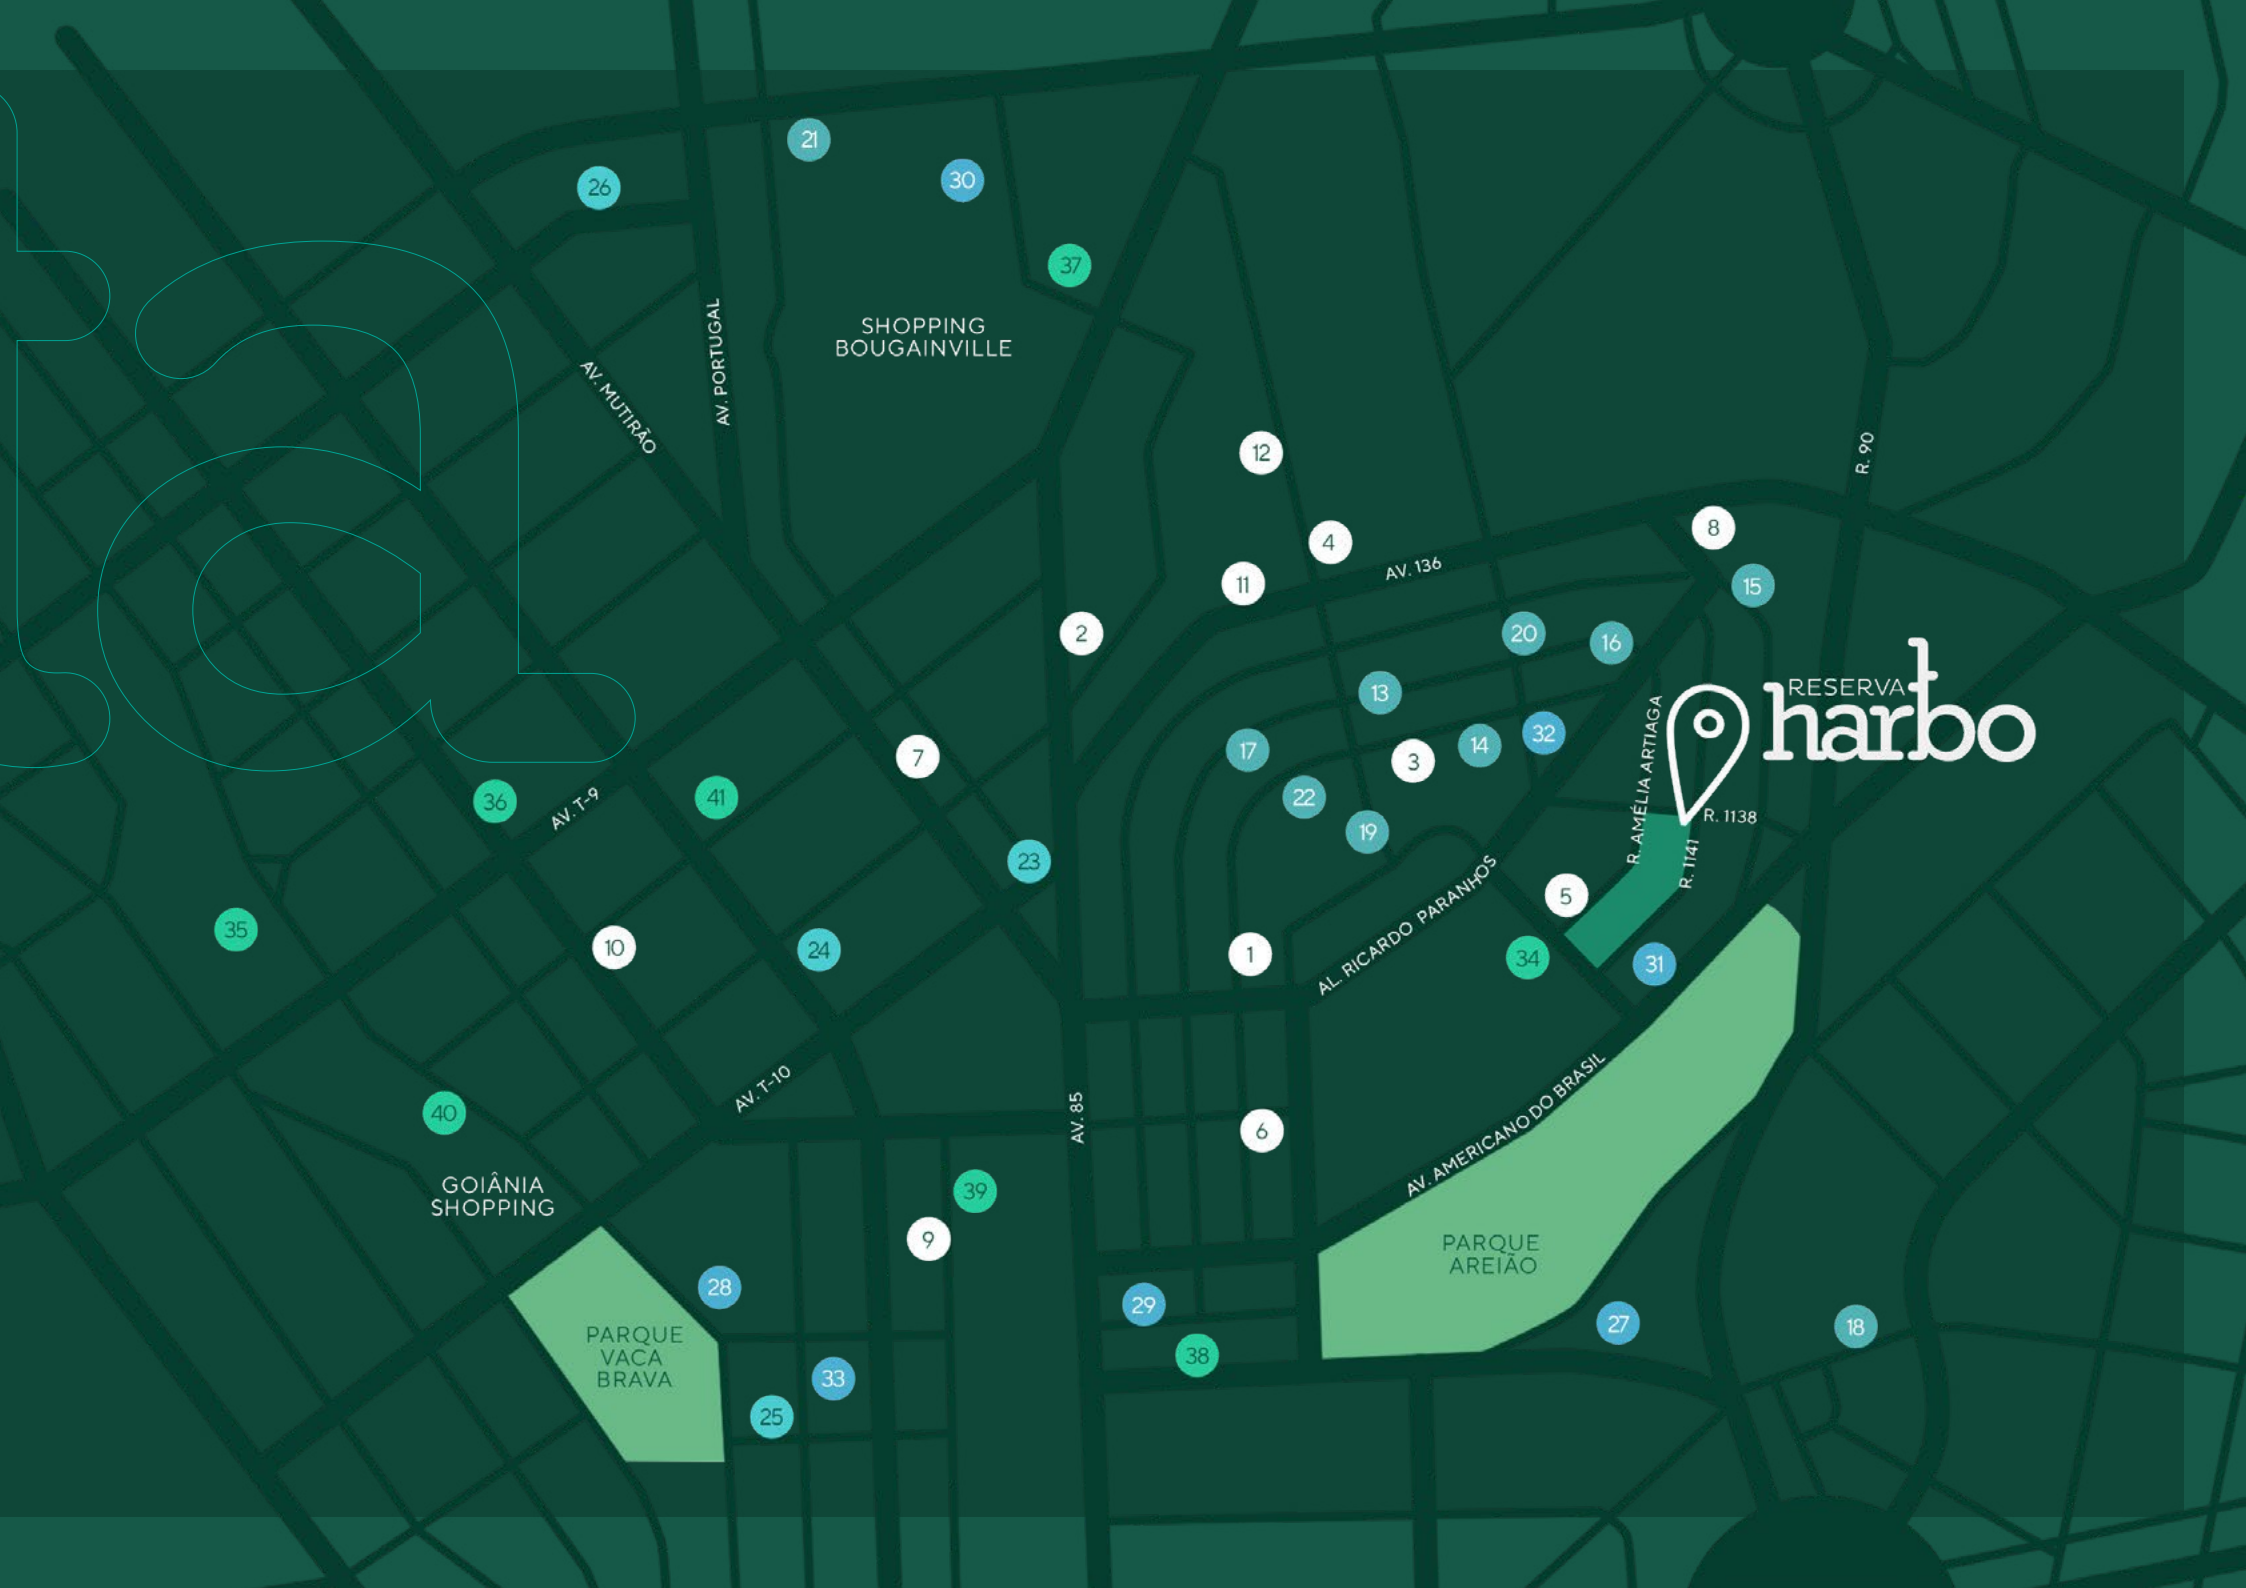 21
30
26
37
SHOPPING
BOUGAINVILLE
AV. PORTUGAL
AV. MUTIRÃO
12
R. 90
8
4
AV. 136
11
15
2
20
16
13
RESERVA
harbo
R. AMÉLIA ARTIAGA
17
14
32
7
3
36
AV. T-9
41
22
19
R. 1138
R. 1141
23
5
AL. RICARDO PARANHOS
35
10
24
1
34
31
AV. T-10
AV. 85
40
6
AV. AMERICANO DO BRASIL
GOIÂNIA
SHOPPING
39
9
PARQUE
AREIÃO
28
29
27
18
PARQUE
VACA
BRAVA
38
33
25